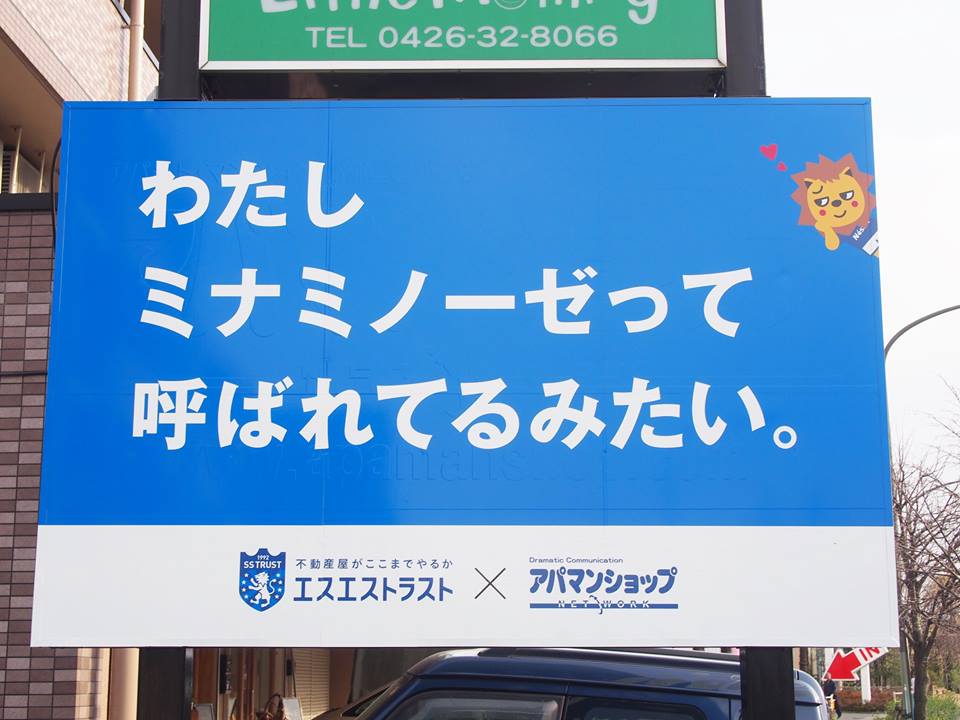 TEL 0426-32-8066
わたし
ミナミノーゼって
呼ばれてるみたい。
1992
SS TRUST
不動産屋がここまでやるか
エスエストラスト
×
Dramatic Communication
アパマンショップ
NETWORK
IN